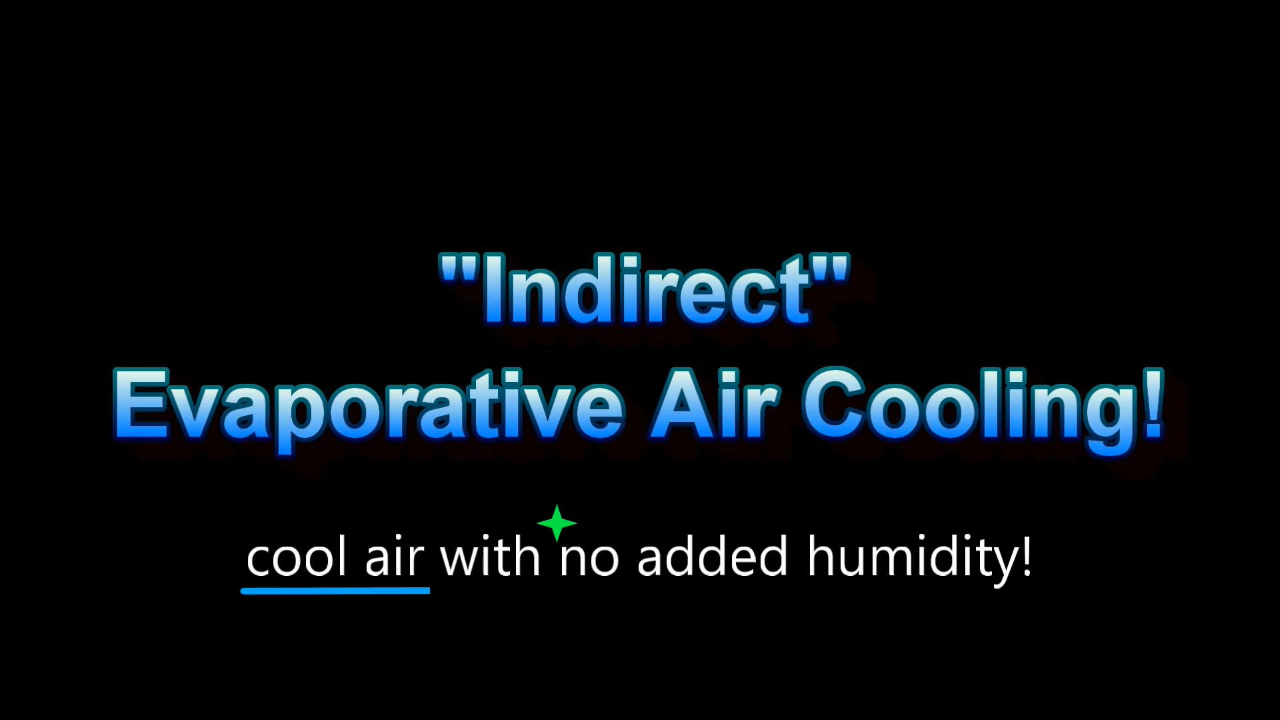 "Indirect"
Evaporative Air Cooling!
cool air with no added humidity!